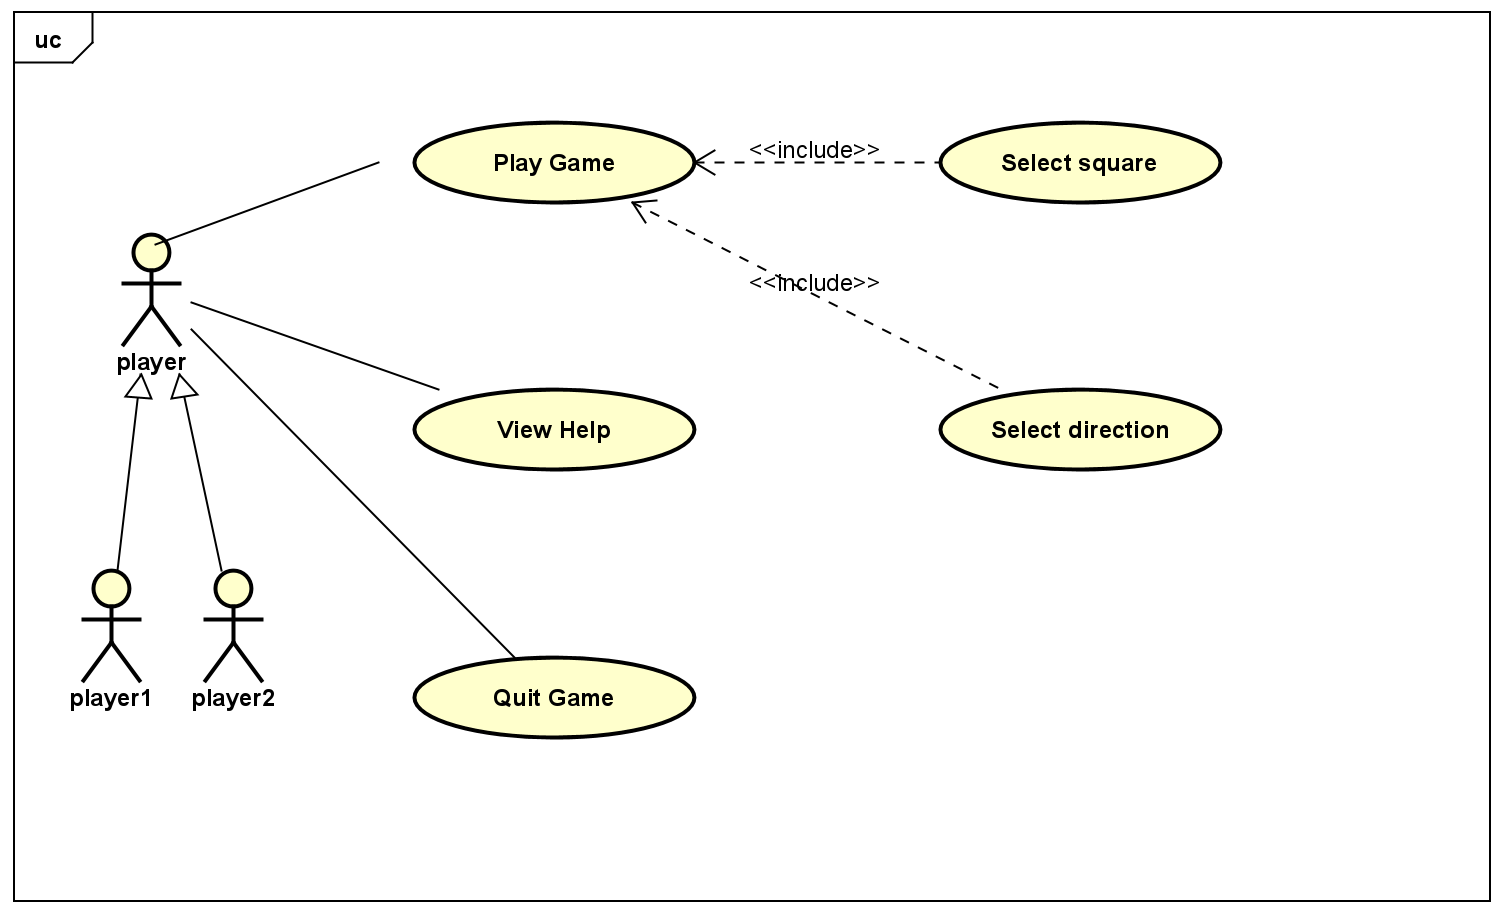 uc
Play Game
<<include>>
Select square
player
<<include>>
View Help
Select direction
player1
player2
Quit Game